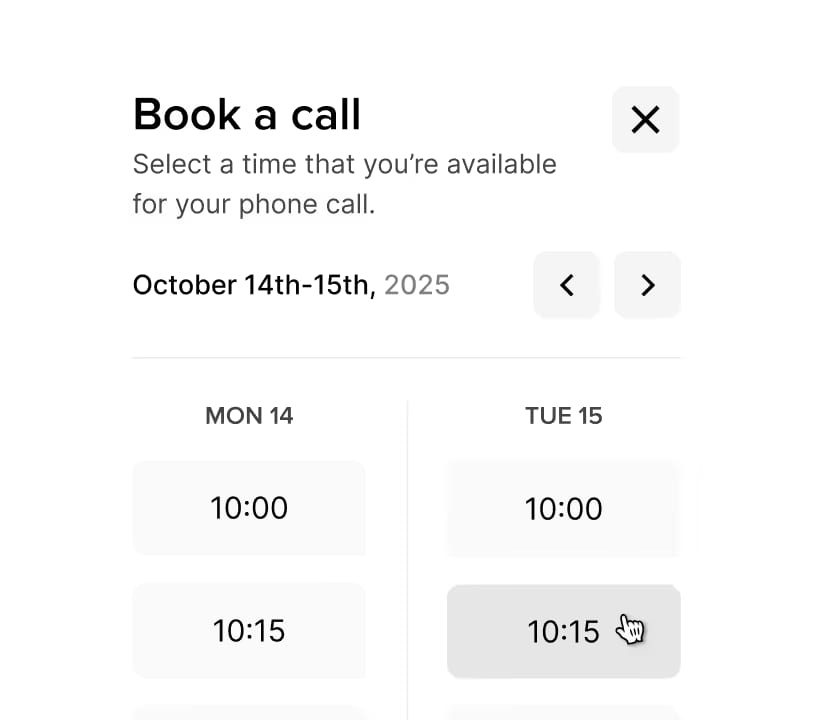 Book a call
Select a time that you’re available
for your phone call.
October 14th-15th, 2025
MON 14
TUE 15
10:00
10:00
10:15
10:15